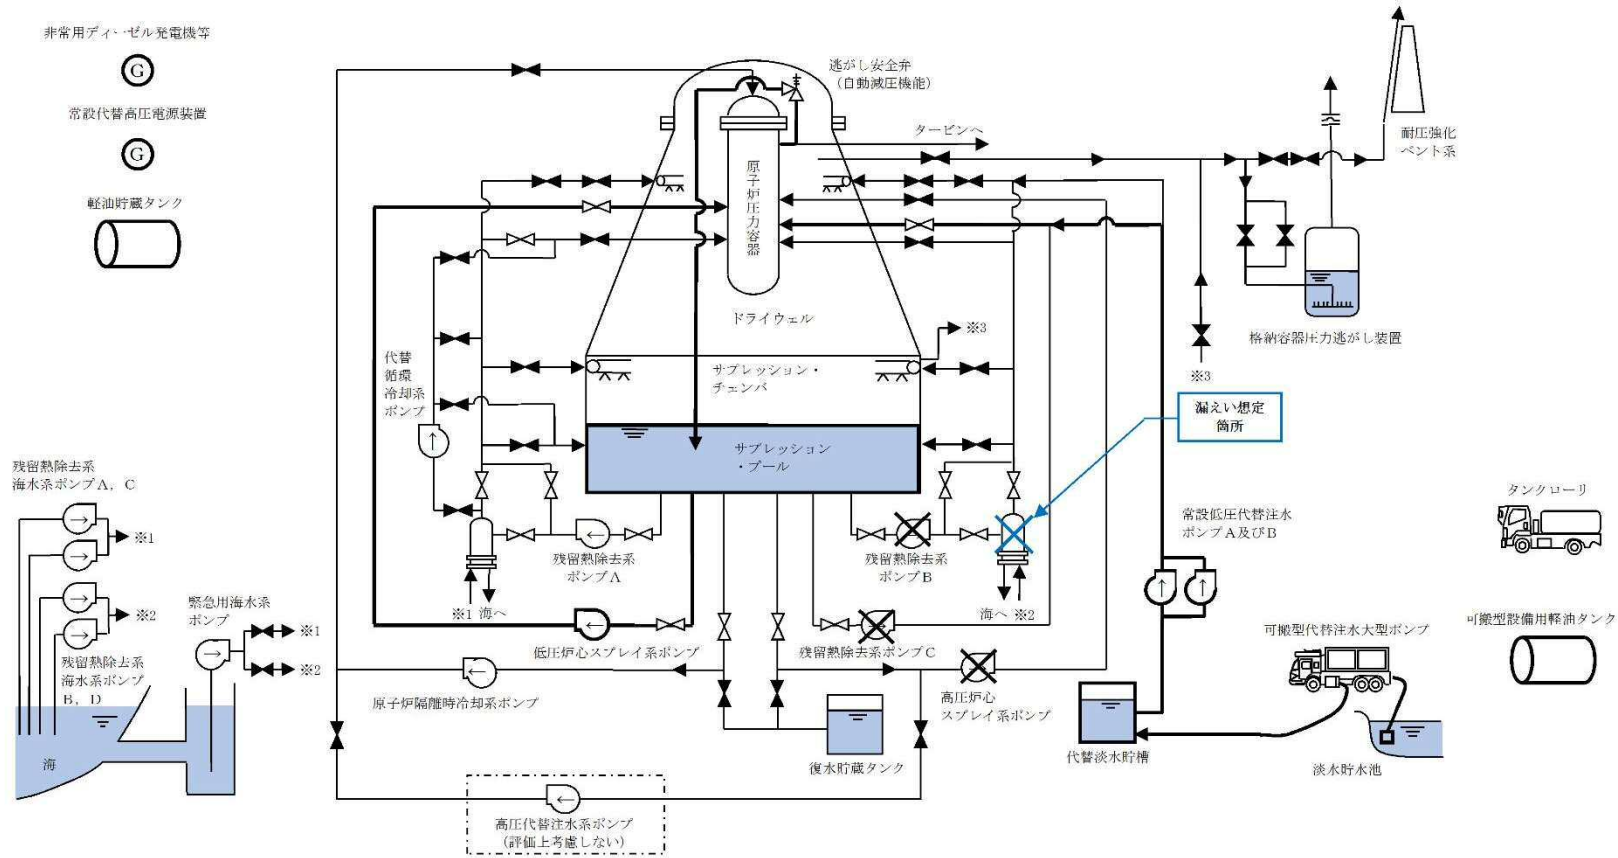 非常用ディーゼル発電機等
G
常設代替高圧電源装置
G
軽油貯蔵タンク
逃がし安全弁
(自動減圧機能)
タービンへ
原子炉圧力容器
耐圧強化
ベント系
ドライウェル
※3
格納容器圧力逃がし装置
※3
代替
循環
冷却系
ポンプ
サプレッション・
チェンバ
漏えい想定
箇所
サプレッション
・プール
残留熱除去系
海水系ポンプA,C
※1
※2
残留熱除去系
海水系ポンプ
B,D
海
緊急用海水系
ポンプ
※1
※2
残留熱除去系
ポンプA
※1 海へ
残留熱除去系
ポンプB
海へ ※2
常設低圧代替注水
ポンプA及びB
タンクローリ
低圧炉心スプレイ系ポンプ
残留熱除去系ポンプC
可搬型代替注水大型ポンプ
可搬型設備用軽油タンク
原子炉隔離時冷却系ポンプ
高圧炉心
スプレイ系ポンプ
復水貯蔵タンク
代替淡水貯槽
淡水貯水池
高圧代替注水系ポンプ
(評価上考慮しない)